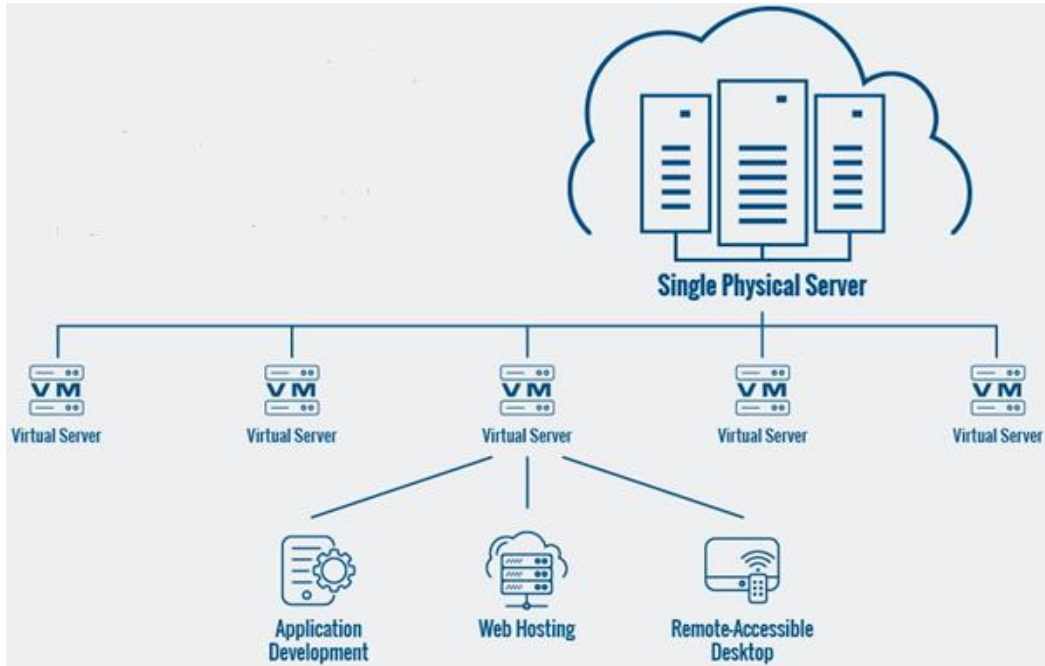 Single Physical Server
VM VM VM VM VM
Virtual Server Virtual Server Virtual Server Virtual Server Virtual Server
Application
Development
Web Hosting
Remote-Accessible
Desktop